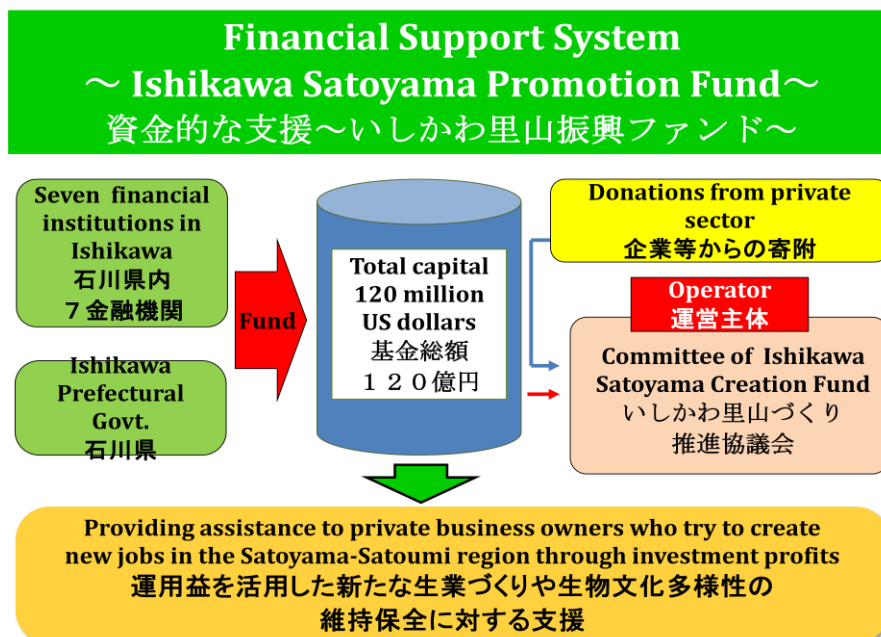 Financial Support System
～ Ishikawa Satoyama Promotion Fund～
資金的な支援～いしかわ里山振興ファンド～
Seven financial
institutions in
Ishikawa
石川県内
７金融機関
Ishikawa
Prefectural
Govt.
石川県
Fund
Total capital
120 million
US dollars
基金総額
１２０億円
Donations from private
sector
企業等からの寄附
Operator
運営主体
Committee of Ishikawa
Satoyama Creation Fund
いしかわ里山づくり
推進協議会
Providing assistance to private business owners who try to create
new jobs in the Satoyama-Satoumi region through investment profits
運用益を活用した新たな生業づくりや生物文化多様性の
維持保全に対する支援